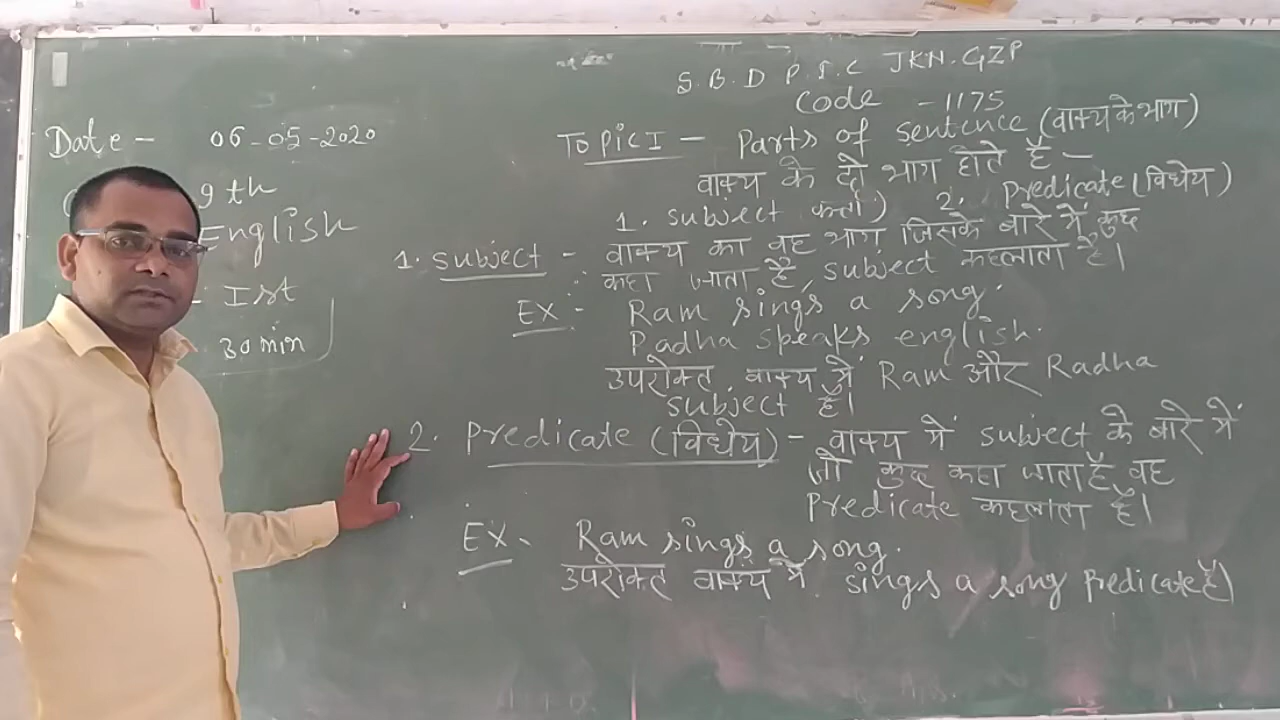 S.B.D P.I.C JKN.GZP
Code - 1175
Date - 06-05-2020
9th
English
Ist
30 min
Topic I - Parts of sentence (वाक्य के भाग)
वाक्य के दो भाग होते हैं -
1. subject कर्ता) 2. Predicate (विधेय)
1. subject - वाक्य का वह भाग जिसके बारे में कुछ
कहा जाता है, subject कहलाता है।
EX:- Ram sings a song.
Radha speaks english.
उपरोक्त वाक्य में Ram और Radha
subject हैं।
2. Predicate (विधेय) - वाक्य में subject के बारे में
जो कुछ कहा जाता है, वह
Predicate कहलाता है।
EX- Ram sings a song.
उपरोक्त वाक्य में sings a song Predicate है)